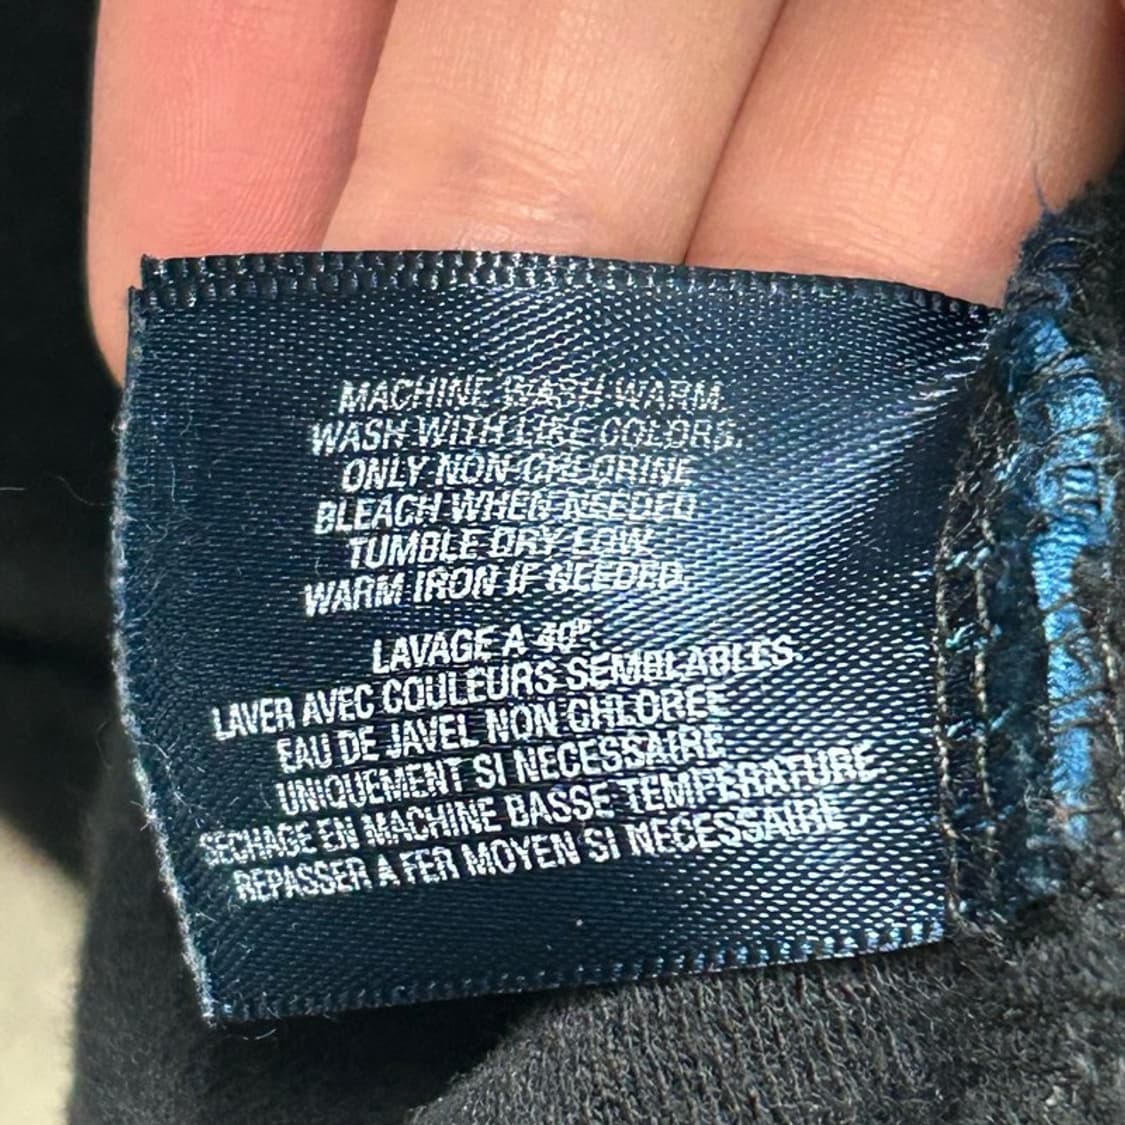 MACHINE WASH WARM.
WASH WITH LIKE COLORS.
ONLY NON-CHLORINE
BLEACH WHEN NEEDED
TUMBLE DRY LOW.
WARM IRON IF NEEDED.
LAVAGE A 40º.
LAVER AVEC COULEURS SEMBLABLES.
EAU DE JAVEL NON CHLOREE
UNIQUEMENT SI NECESSAIRE
SECHAGE EN MACHINE BASSE TEMPERATURE
REPASSER A FER MOYEN SI NECESSAIRE.